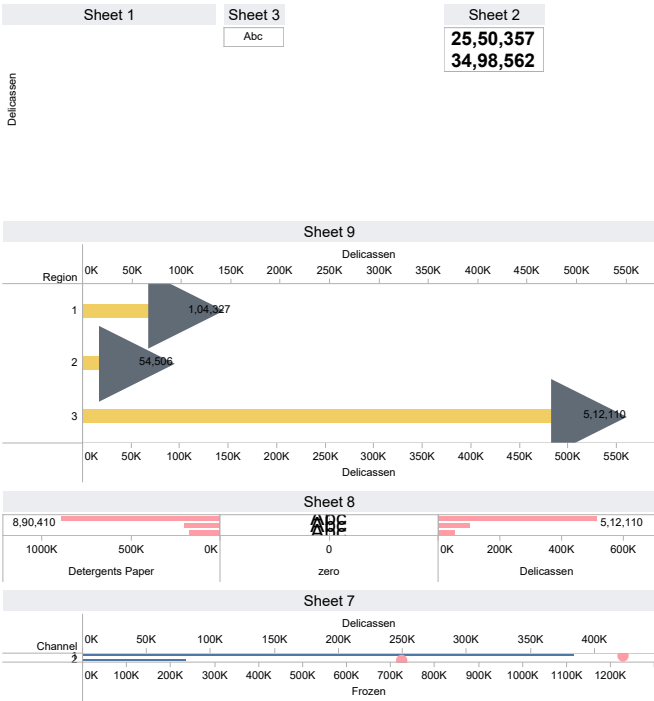 Sheet 1
Sheet 3
Sheet 2
Abc
25,50,357
34,98,562
Delicassen
Sheet 9
Delicassen
Region
0K 50K 100K 150K 200K 250K 300K 350K 400K 450K 500K 550K
1 1,04,327
2 54,506
3 5,12,110
0K 50K 100K 150K 200K 250K 300K 350K 400K 450K 500K 550K
Delicassen
Sheet 8
8,90,410
Abc
5,12,110
1000K 500K 0K
0
0K 200K 400K 600K
Detergents Paper
zero
Delicassen
Sheet 7
Delicassen
Channel
0K 50K 100K 150K 200K 250K 300K 350K 400K
2
0K 100K 200K 300K 400K 500K 600K 700K 800K 900K 1000K 1100K 1200K
Frozen